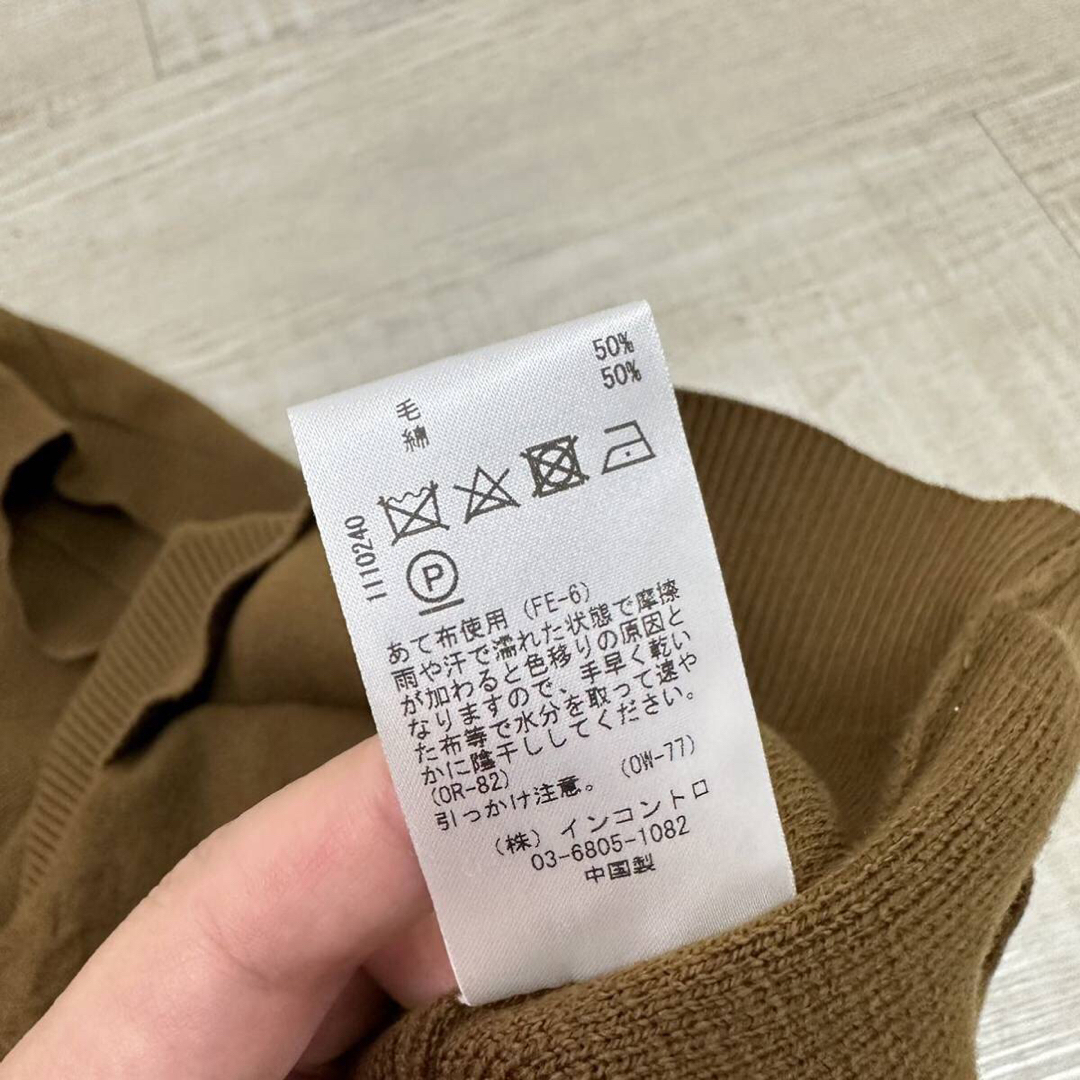 毛 50%
綿 50%
1110240
P
あて布使用（FE-6）
雨や汗で濡れた状態で摩擦
が加わると色移りの原因と
なりますので、手早く乾い
た布等で水分を取って速や
かに陰干ししてください。
(OR-82)
引っかけ注意。 (OW-77)
（株）インコントロ
03-6805-1082
中国製